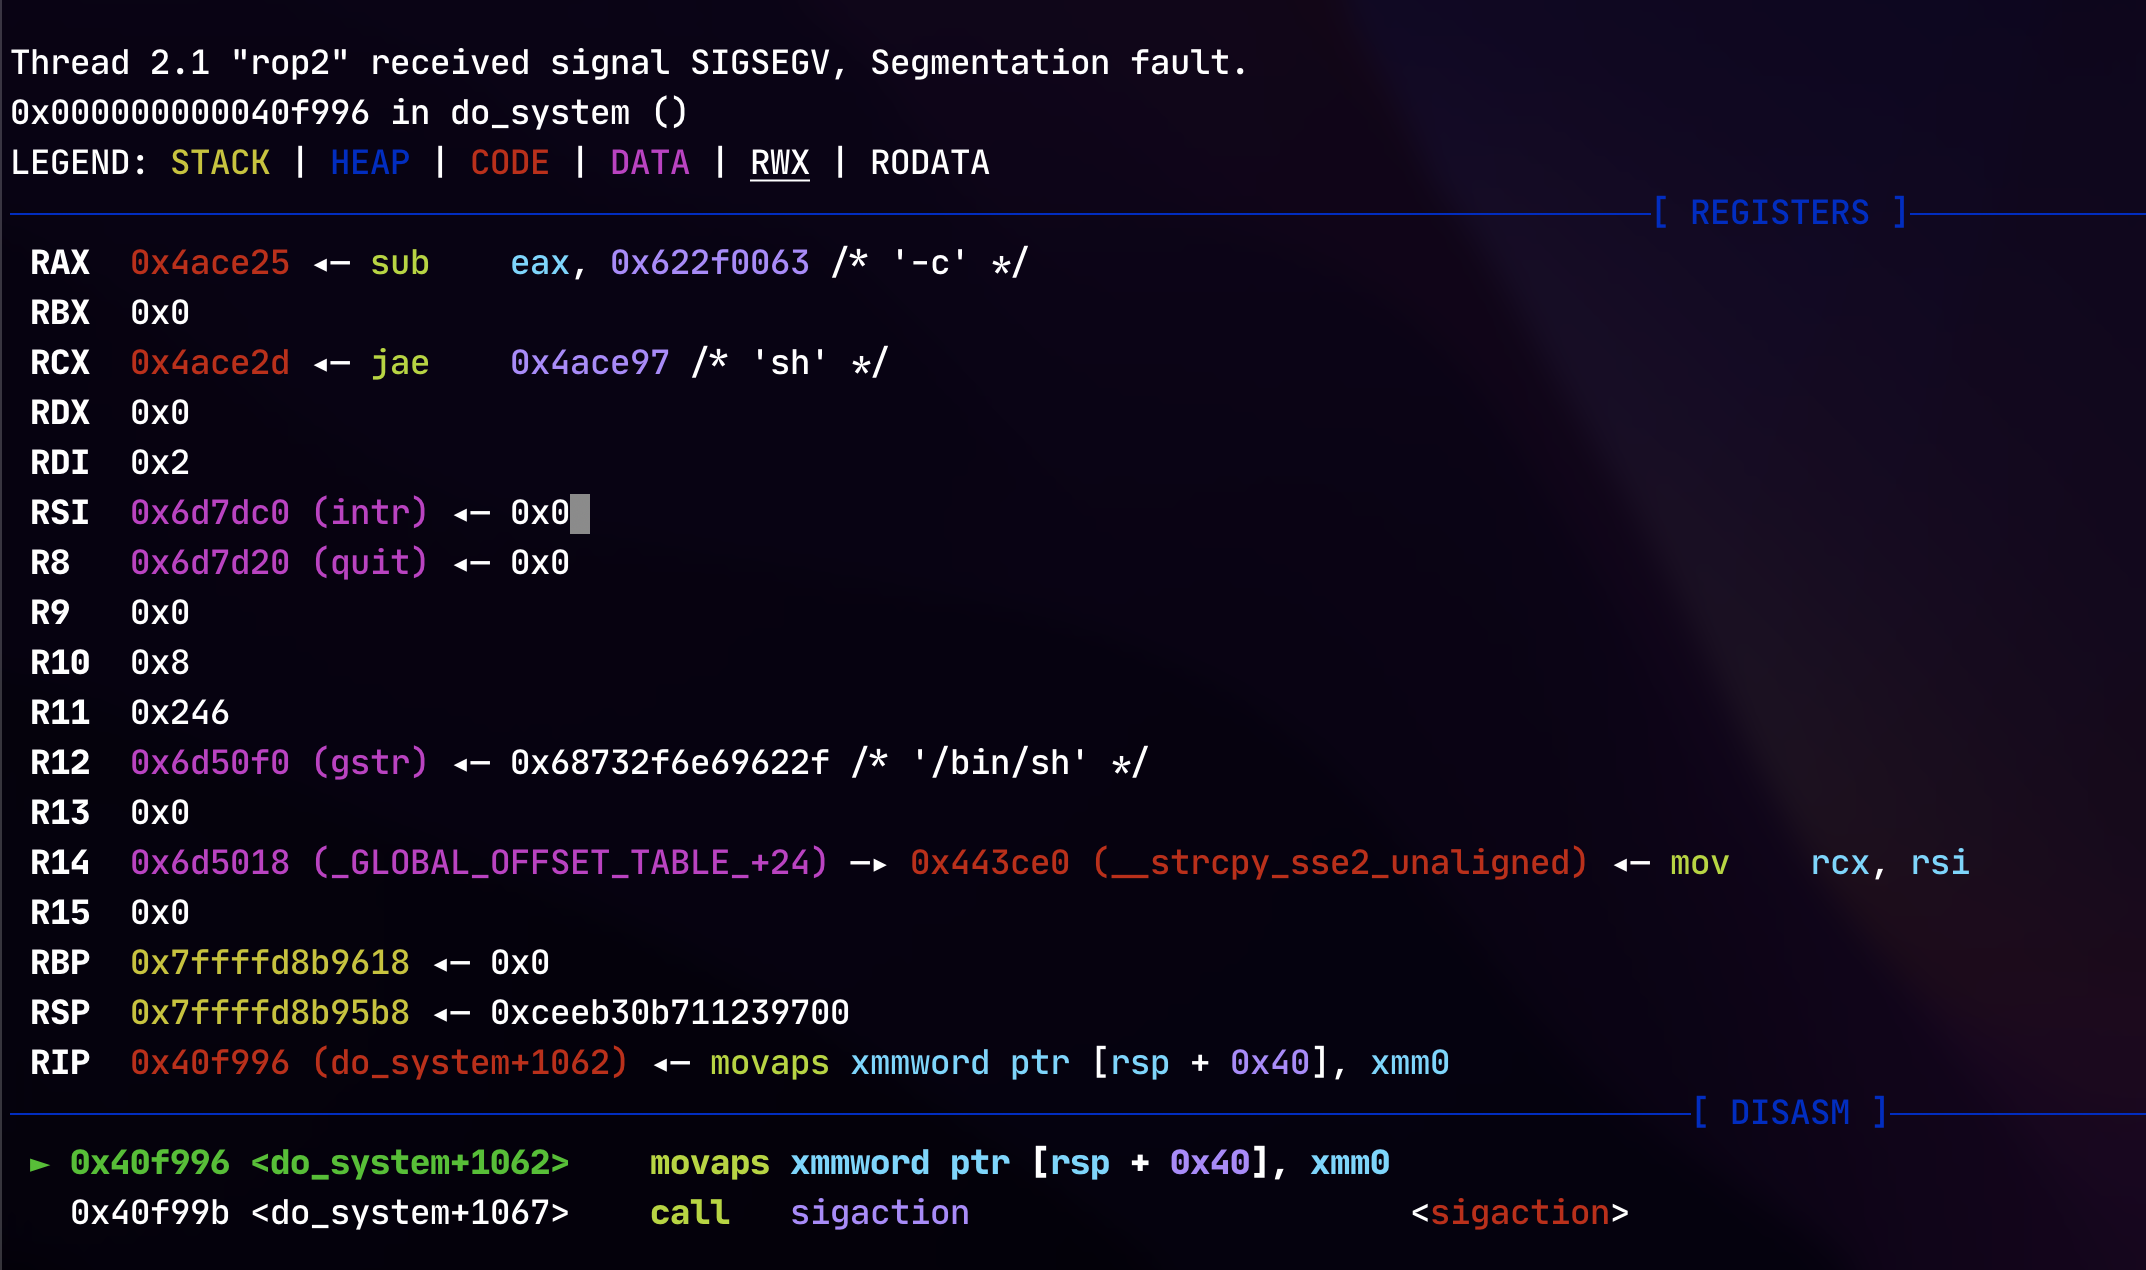 Thread 2.1 "rop2" received signal SIGSEGV, Segmentation fault.
0x000000000040f996 in do_system ()
LEGEND: STACK | HEAP | CODE | DATA | RWX | RODATA
[ REGISTERS ]
RAX  0x4ace25 ◂— sub    eax, 0x622f0063 /* '-c' */
RBX  0x0
RCX  0x4ace2d ◂— jae    0x4ace97 /* 'sh' */
RDX  0x0
RDI  0x2
RSI  0x6d7dc0 (intr) ◂— 0x0
R8   0x6d7d20 (quit) ◂— 0x0
R9   0x0
R10  0x8
R11  0x246
R12  0x6d50f0 (gstr) ◂— 0x68732f6e69622f /* '/bin/sh' */
R13  0x0
R14  0x6d5018 (_GLOBAL_OFFSET_TABLE_+24) —▸ 0x443ce0 (__strcpy_sse2_unaligned) ◂— mov    rcx, rsi
R15  0x0
RBP  0x7ffffd8b9618 ◂— 0x0
RSP  0x7ffffd8b95b8 ◂— 0xceeb30b711239700
RIP  0x40f996 (do_system+1062) ◂— movaps xmmword ptr [rsp + 0x40], xmm0
[ DISASM ]
► 0x40f996 <do_system+1062>    movaps xmmword ptr [rsp + 0x40], xmm0
0x40f99b <do_system+1067>    call   sigaction                      <sigaction>